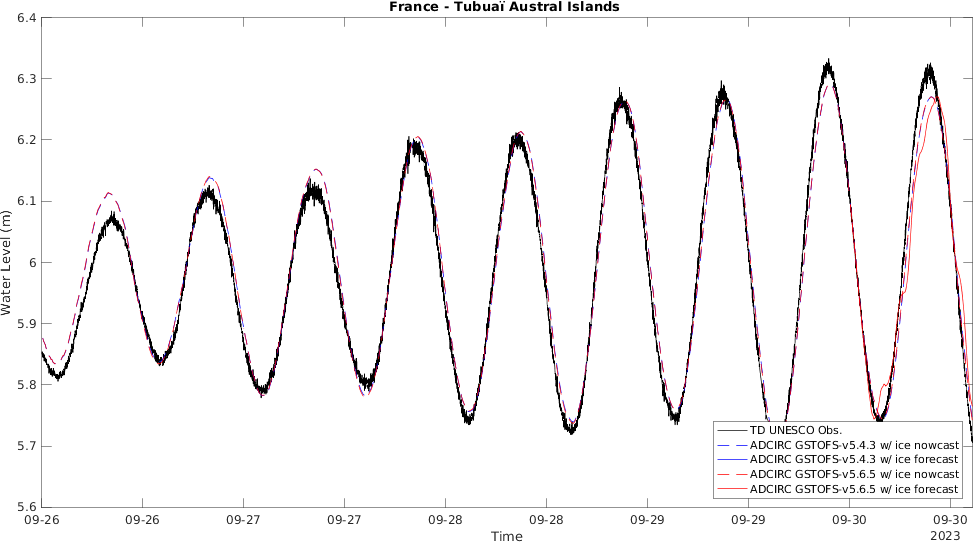 France - Tubuaï Austral Islands
6.4
6.3
6.2
6.1
6
5.9
5.8
5.7
5.6
Water Level (m)
TD UNESCO Obs.
ADCIRC GSTOFS-v5.4.3 w/ ice nowcast
ADCIRC GSTOFS-v5.4.3 w/ ice forecast
ADCIRC GSTOFS-v5.6.5 w/ ice nowcast
ADCIRC GSTOFS-v5.6.5 w/ ice forecast
09-26 09-26 09-27 09-27 09-28 09-28 09-29 09-29 09-30 09-30
2023
Time